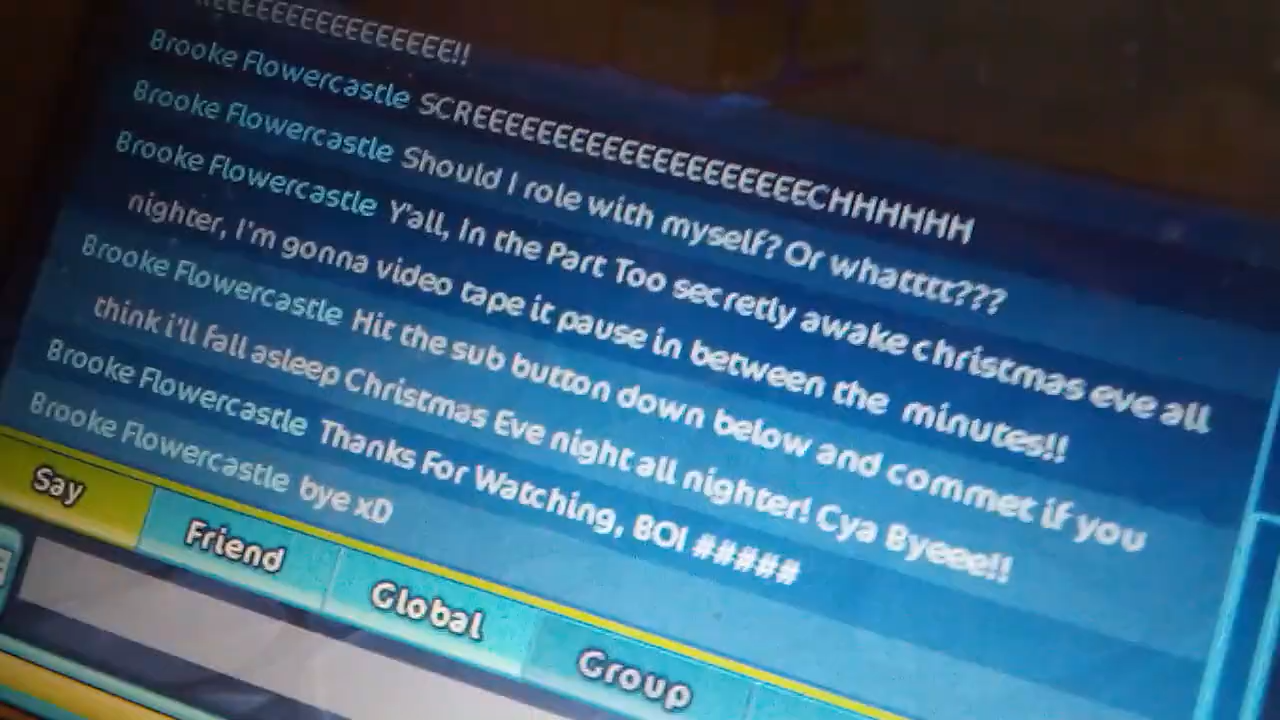 EEEEEEEEEEEEEEEE!!
Brooke Flowercastle SCREEEEEEEEEEEEEEEEEEEEECHHHHHH
Brooke Flowercastle Should I role with myself? Or whatttt???
Brooke Flowercastle Y'all, In the Part Too secretly awake christmas eve all
nighter, I'm gonna video tape it pause in between the minutes!!
Brooke Flowercastle Hit the sub button down below and commet if you
think i'll fall asleep Christmas Eve night all nighter! Cya Byeee!!
Brooke Flowercastle Thanks For Watching, BOI #####
Brooke Flowercastle bye xD
Say
Friend
Global
Group